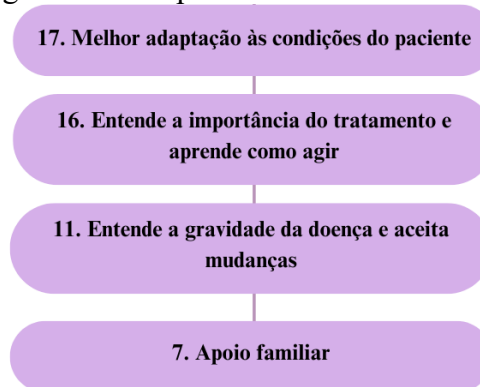 17. Melhor adaptação às condições do paciente
16. Entende a importância do tratamento e
aprende como agir
11. Entende a gravidade da doença e aceita
mudanças
7. Apoio familiar